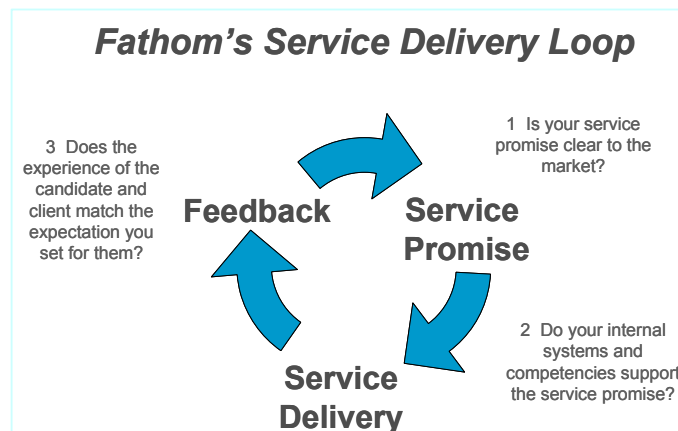 Fathom's Service Delivery Loop
1 Is your service
promise clear to the
market?
3 Does the
experience of the
candidate and
client match the
expectation you
set for them?
Feedback
Service
Promise
2 Do your internal
systems and
competencies support
the service promise?
Service
Delivery